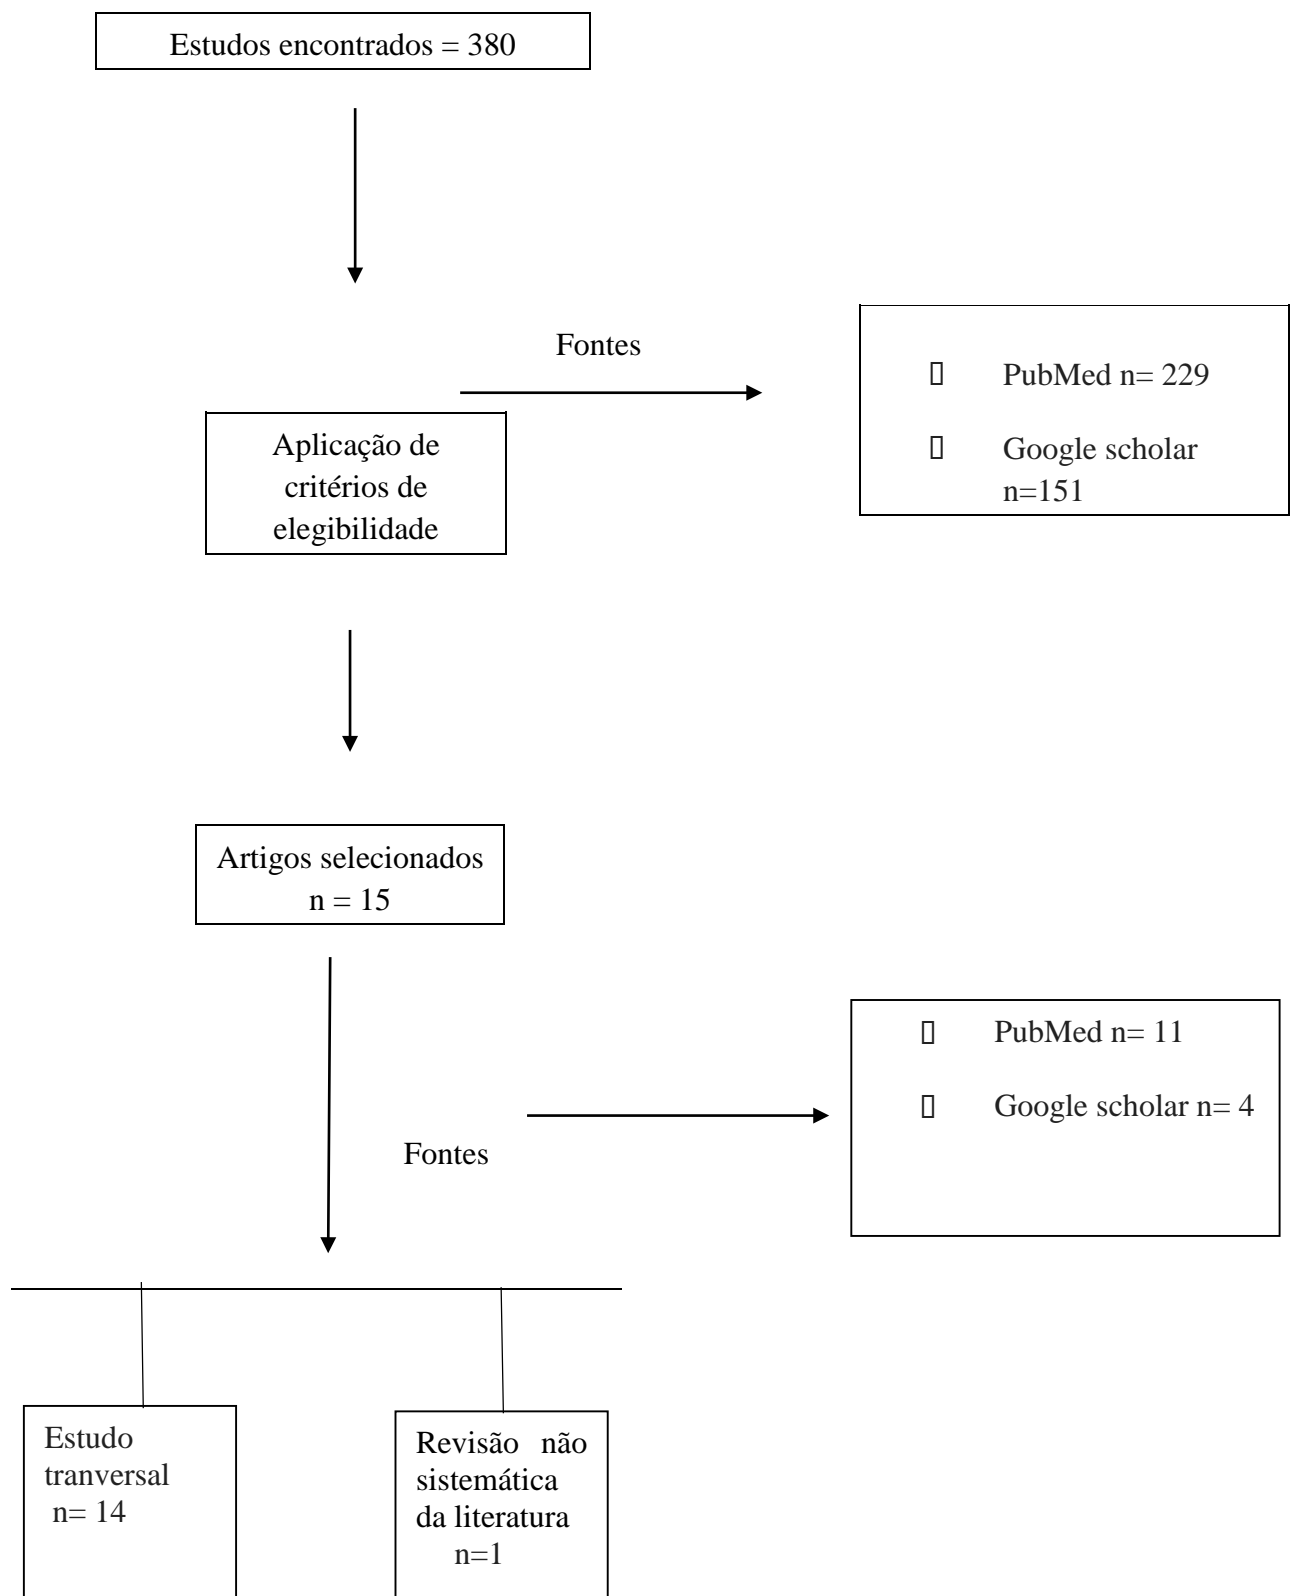 Estudos encontrados = 380
Fontes
PubMed n= 229
Google scholar
n=151
Aplicação de
critérios de
elegibilidade
Artigos selecionados
n = 15
PubMed n= 11
Google scholar n= 4
Fontes
Estudo
tranversal
n= 14
Revisão não
sistemática
da literatura
n=1